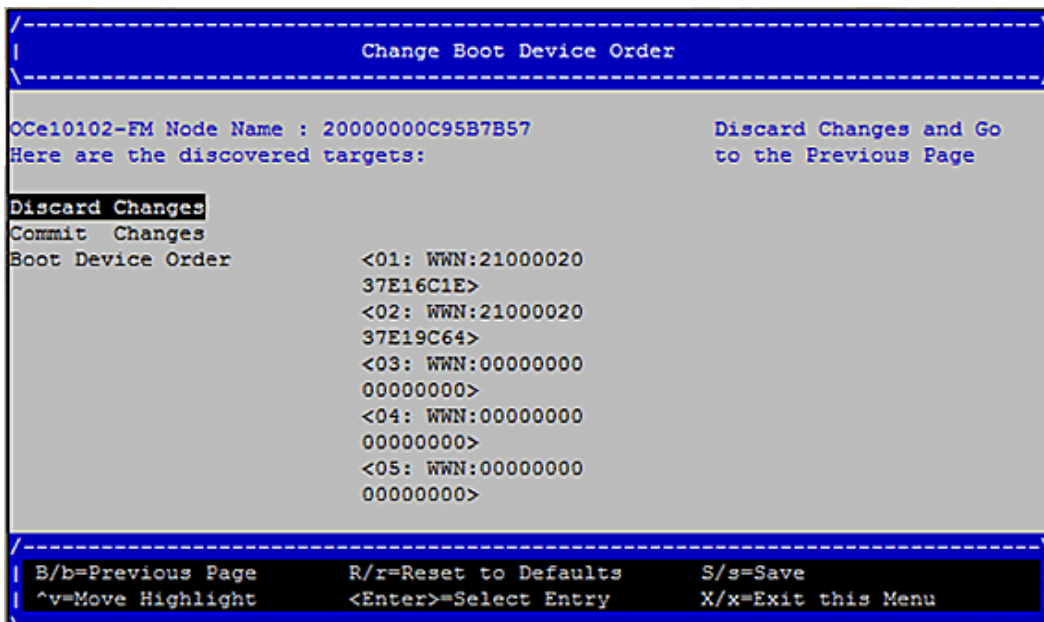 /------------------------------------------------------------------------------\
| Change Boot Device Order
\------------------------------------------------------------------------------/
OCe10102-FM Node Name : 20000000C95B7B57 Discard Changes and Go
Here are the discovered targets: to the Previous Page
Discard Changes
Commit  Changes
Boot Device Order <01: WWN:21000020
37E16C1E>
<02: WWN:21000020
37E19C64>
<03: WWN:00000000
00000000>
<04: WWN:00000000
00000000>
<05: WWN:00000000
00000000>
/------------------------------------------------------------------------------\
| B/b=Previous Page R/r=Reset to Defaults S/s=Save
| ^v=Move Highlight <Enter>=Select Entry X/x=Exit this Menu